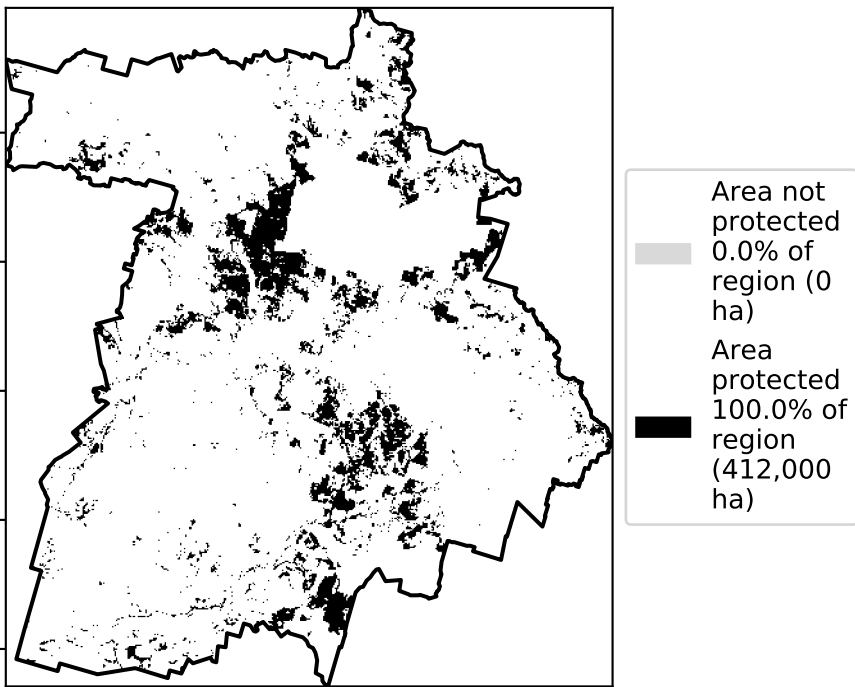 Area not
protected
0.0% of
region (0
ha)
Area
protected
100.0% of
region
(412,000
ha)